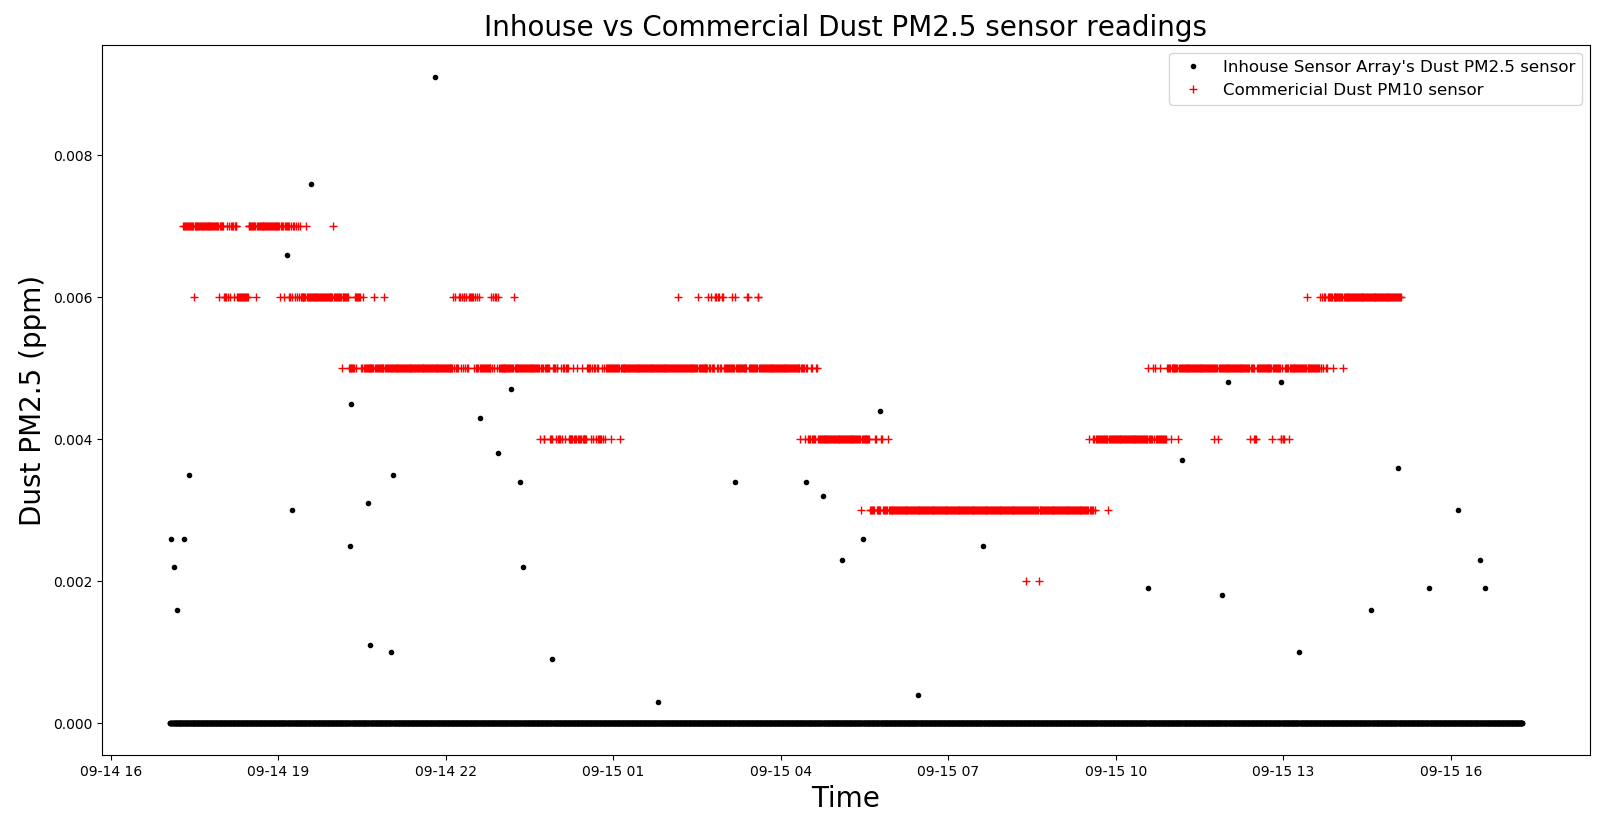 Inhouse vs Commercial Dust PM2.5 sensor readings
Inhouse Sensor Array's Dust PM2.5 sensor
Commericial Dust PM10 sensor
Dust PM2.5 (ppm)
0.008
0.006
0.004
0.002
0.000
09-14 16 09-14 19 09-14 22 09-15 01 09-15 04 09-15 07 09-15 10 09-15 13 09-15 16
Time